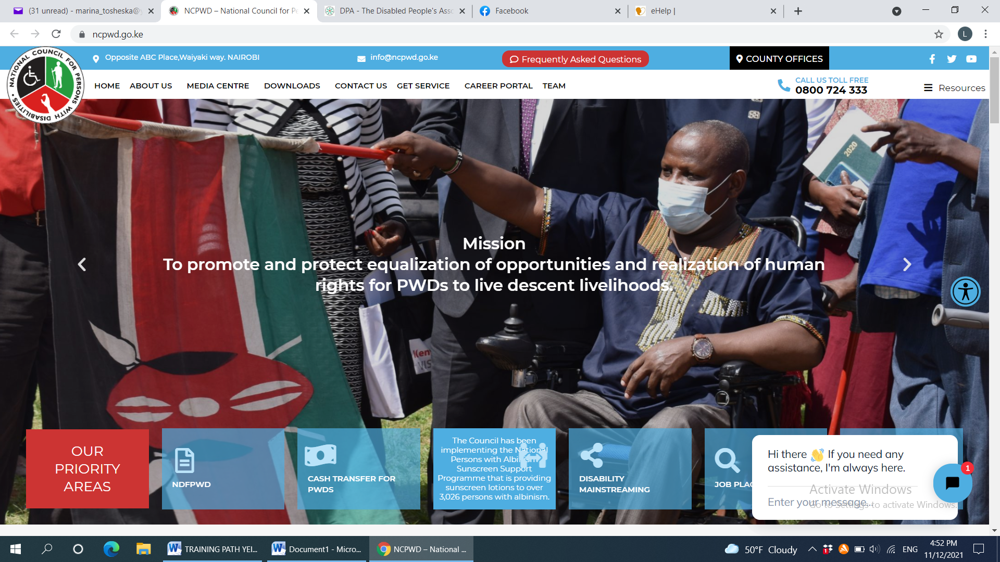 (31 unread) - marina_tosheska@y
NCPWD – National Council for Pe
DPA - The Disabled People's Asso
Facebook
eHelp |
ncpwd.go.ke
L
NATIONAL COUNCIL FOR PERSONS WITH DISABILITIES
Opposite ABC Place,Waiyaki way. NAIROBI
info@ncpwd.go.ke
Frequently Asked Questions
COUNTY OFFICES
HOME
ABOUT US
MEDIA CENTRE
DOWNLOADS
CONTACT US
GET SERVICE
CAREER PORTAL
TEAM
CALL US TOLL FREE
0800 724 333
Resources
2020
Mission
To promote and protect equalization of opportunities and realization of human
rights for PWDs to live descent livelihoods.
Ken
VIS
OUR
PRIORITY
AREAS
NDFPWD
CASH TRANSFER FOR
PWDS
The Council has been
implementing the National
Persons with Albinism
Sunscreen Support
Programme that is providing
sunscreen lotions to over
3,026 persons with albinism.
DISABILITY
MAINSTREAMING
JOB PLAC
Hi there 👋 If you need any
assistance, I'm always here.
1
Activate Windows
Enter your message...
Go to Settings to activate Windows.
TRAINING PATH YEI...
Document1 - Micro...
NCPWD – National ...
50°F Cloudy
1
ENG
4:52 PM
11/12/2021